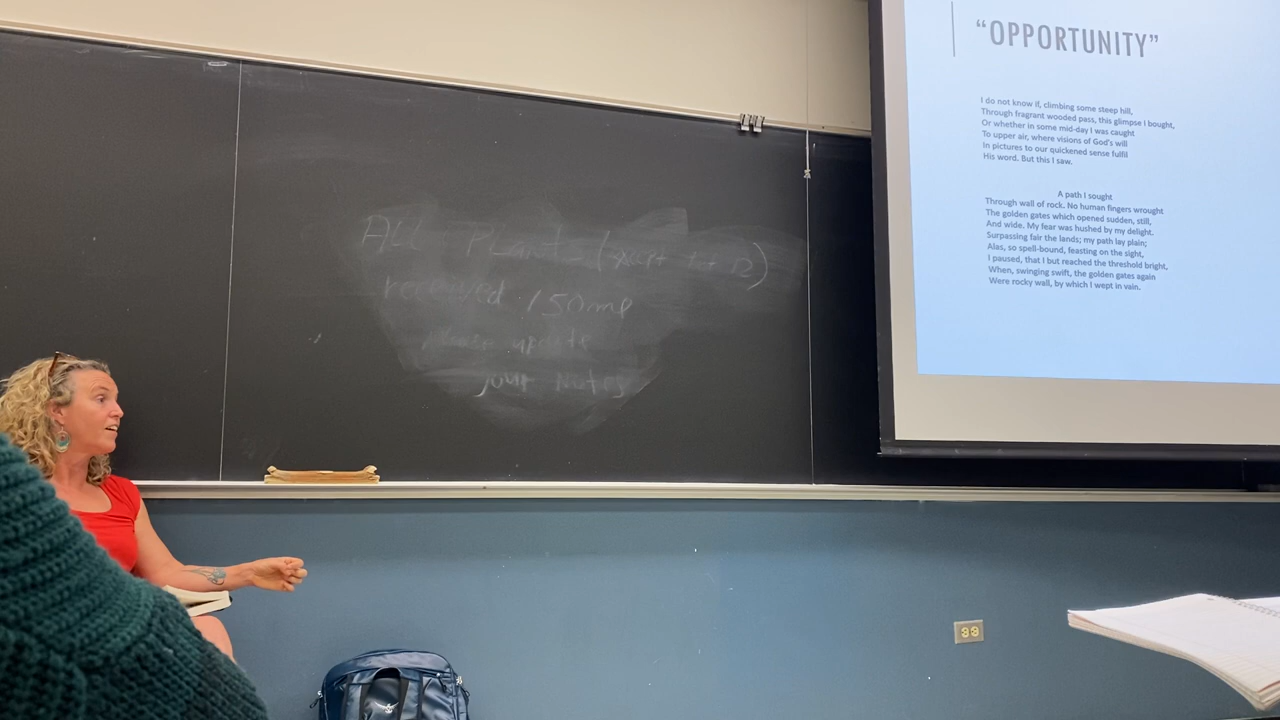 “OPPORTUNITY”
I do not know if, climbing some steep hill,
Through fragrant wooded pass, this glimpse I bought,
Or whether in some mid-day I was caught
To upper air, where visions of God's will
In pictures to our quickened sense fulfil
His word. But this I saw.
A path I sought
Through wall of rock. No human fingers wrought
The golden gates which opened sudden, still,
And wide. My fear was hushed by my delight.
Surpassing fair the lands; my path lay plain;
Alas, so spell-bound, feasting on the sight,
I paused, that I but reached the threshold bright,
When, swinging swift, the golden gates again
Were rocky wall, by which I wept in vain.
150ml
update
your Notes